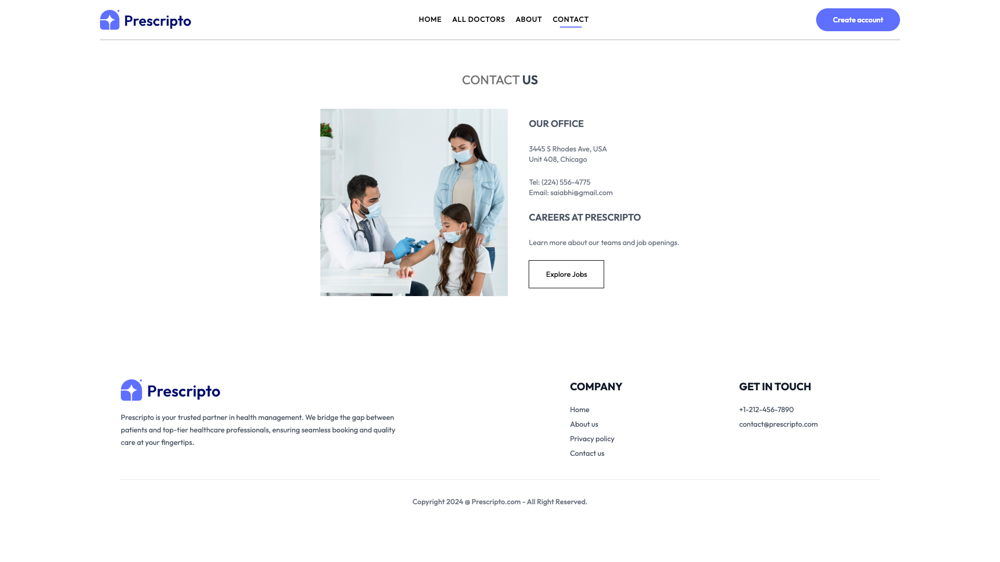 Prescripto
HOME
ALL DOCTORS
ABOUT
CONTACT
Create account
CONTACT US
OUR OFFICE
3445 S Rhodes Ave, USA
Unit 408, Chicago
Tel: (224) 556-4775
Email: saiabhi@gmail.com
CAREERS AT PRESCRIPTO
Learn more about our teams and job openings.
Explore Jobs
Prescripto
Prescripto is your trusted partner in health management. We bridge the gap between
patients and top-tier healthcare professionals, ensuring seamless booking and quality
care at your fingertips.
COMPANY
Home
About us
Privacy policy
Contact us
GET IN TOUCH
+1-212-456-7890
contact@prescripto.com
Copyright 2024 @ Prescripto.com - All Right Reserved.